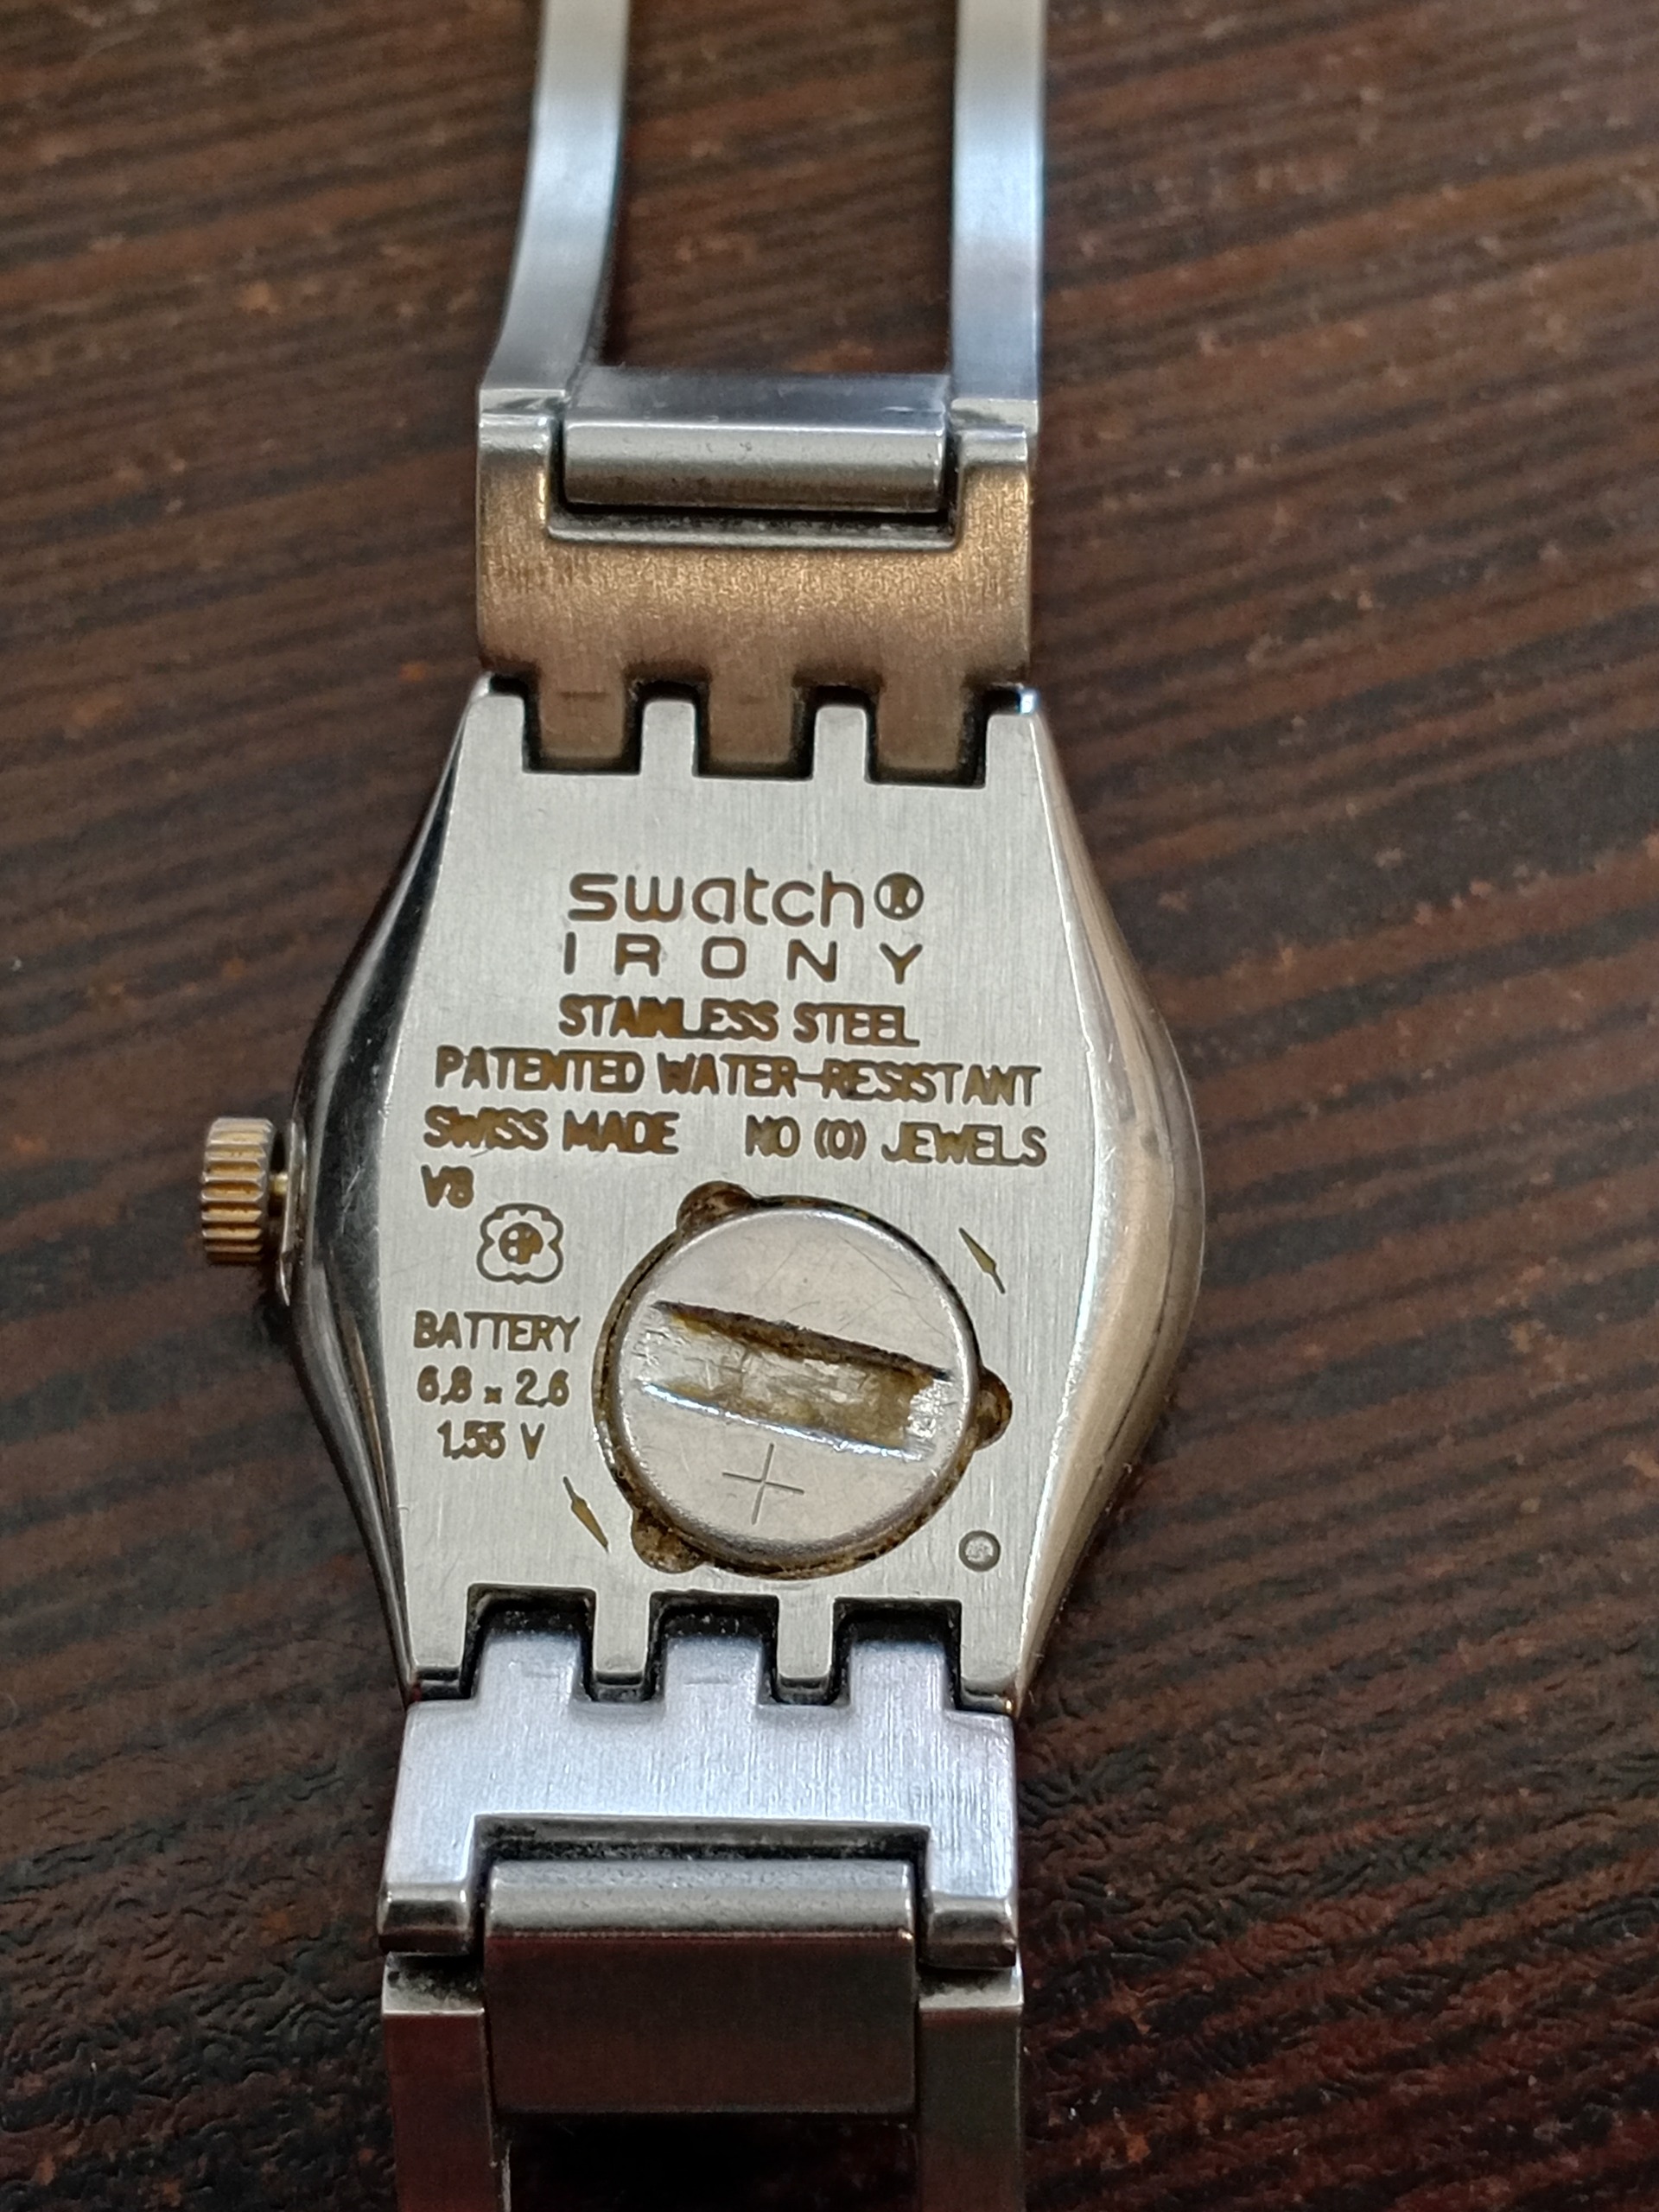 swatch®
IRONY
STAINLESS STEEL
PATENTED WATER-RESISTANT
SWISS MADE NO (0) JEWELS
V8
BATTERY
6,8 x 2,6
1,55 V
+